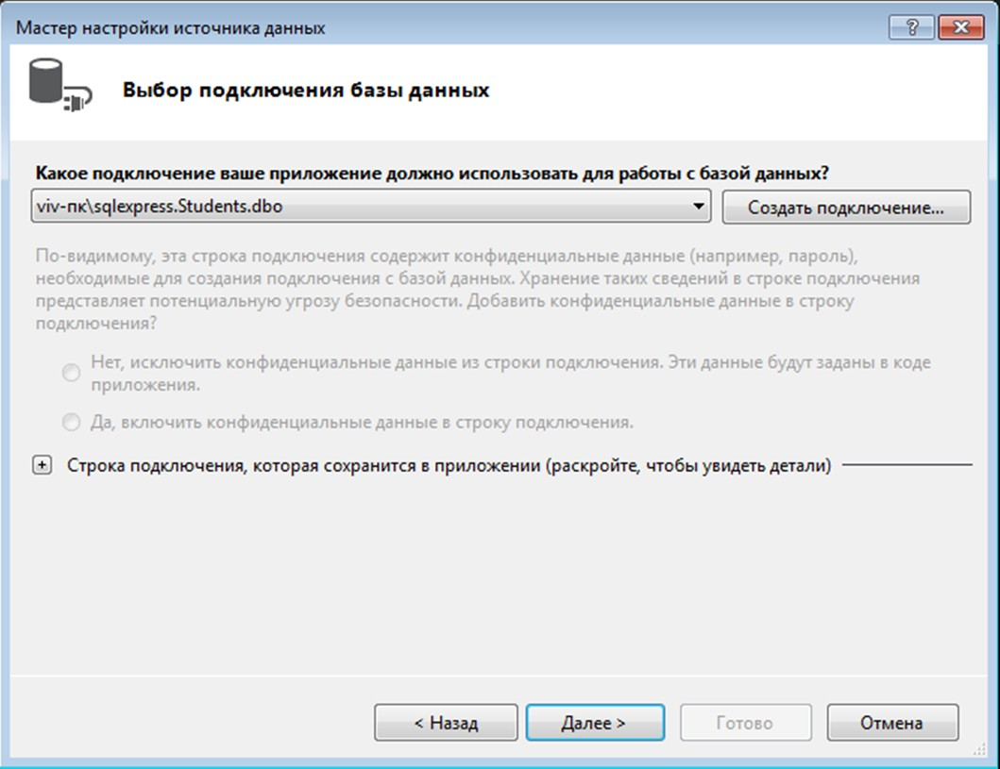 Мастер настройки источника данных
?
Выбор подключения базы данных
Какое подключение ваше приложение должно использовать для работы с базой данных?
viv-пк\sqlexpress.Students.dbo
Создать подключение...
По-видимому, эта строка подключения содержит конфиденциальные данные (например, пароль),
необходимые для создания подключения с базой данных. Хранение таких сведений в строке подключения
представляет потенциальную угрозу безопасности. Добавить конфиденциальные данные в строку
подключения?
Нет, исключить конфиденциальные данные из строки подключения. Эти данные будут заданы в коде
приложения.
Да, включить конфиденциальные данные в строку подключения.
Строка подключения, которая сохранится в приложении (раскройте, чтобы увидеть детали)
< Назад
Далее >
Готово
Отмена